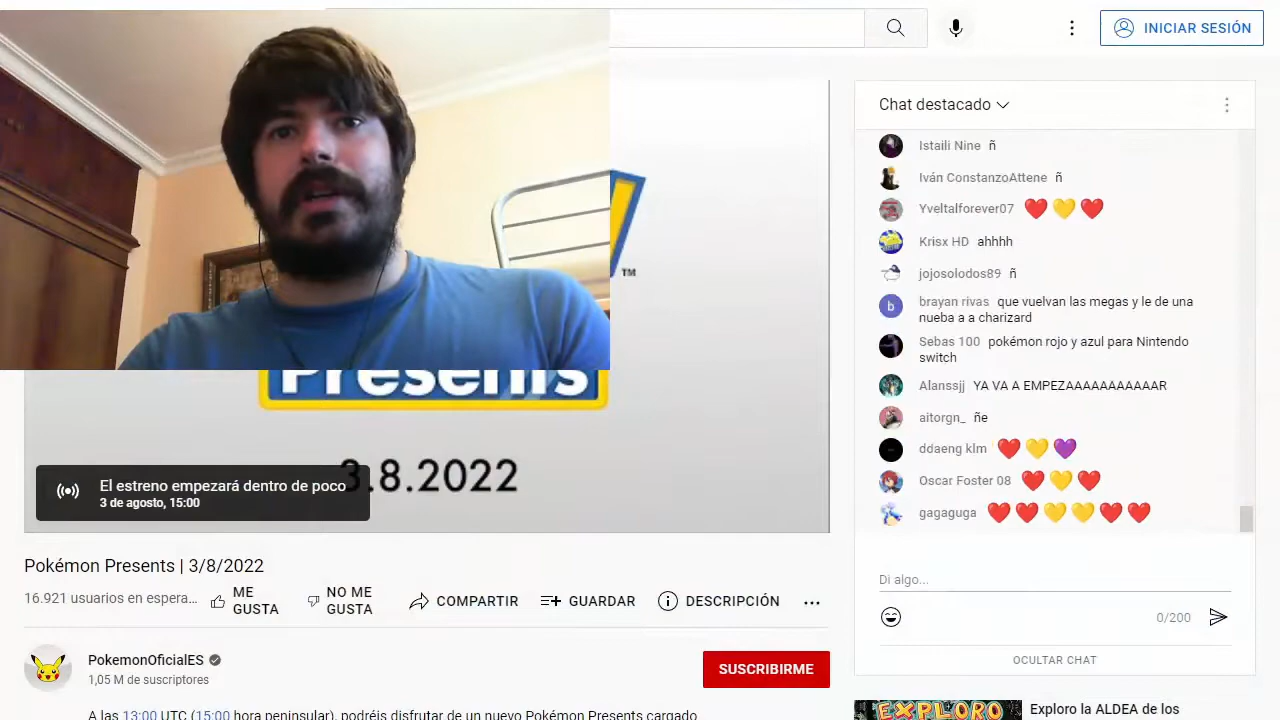 INICIAR SESIÓN
TM
Presents
3.8.2022
El estreno empezará dentro de poco
3 de agosto, 15:00
Pokémon Presents | 3/8/2022
16.921 usuarios en espera...
ME GUSTA
NO ME GUSTA
COMPARTIR
GUARDAR
DESCRIPCIÓN
PokemonOficialES
1,05 M de suscriptores
SUSCRIBIRME
A las 13:00 UTC (15:00 hora peninsular), podréis disfrutar de un nuevo Pokémon Presents cargado
Chat destacado
Istaili Nine ñ
Iván ConstanzoAttene ñ
Yveltalforever07 ❤️💛❤️
Krisx HD ahhhh
jojosolodos89 ñ
b
brayan rivas que vuelvan las megas y le de una
nueba a a charizard
Sebas 100 pokémon rojo y azul para Nintendo
switch
Alanssjj YA VA A EMPEZAAAAAAAAAAR
aitorgn_ ñe
ddaeng klm ❤️💛💜
Oscar Foster 08 ❤️💛❤️
gagaguga ❤️❤️💛💛❤️❤️
Di algo...
0/200
OCULTAR CHAT
EXPLORO
Exploro la ALDEA de los